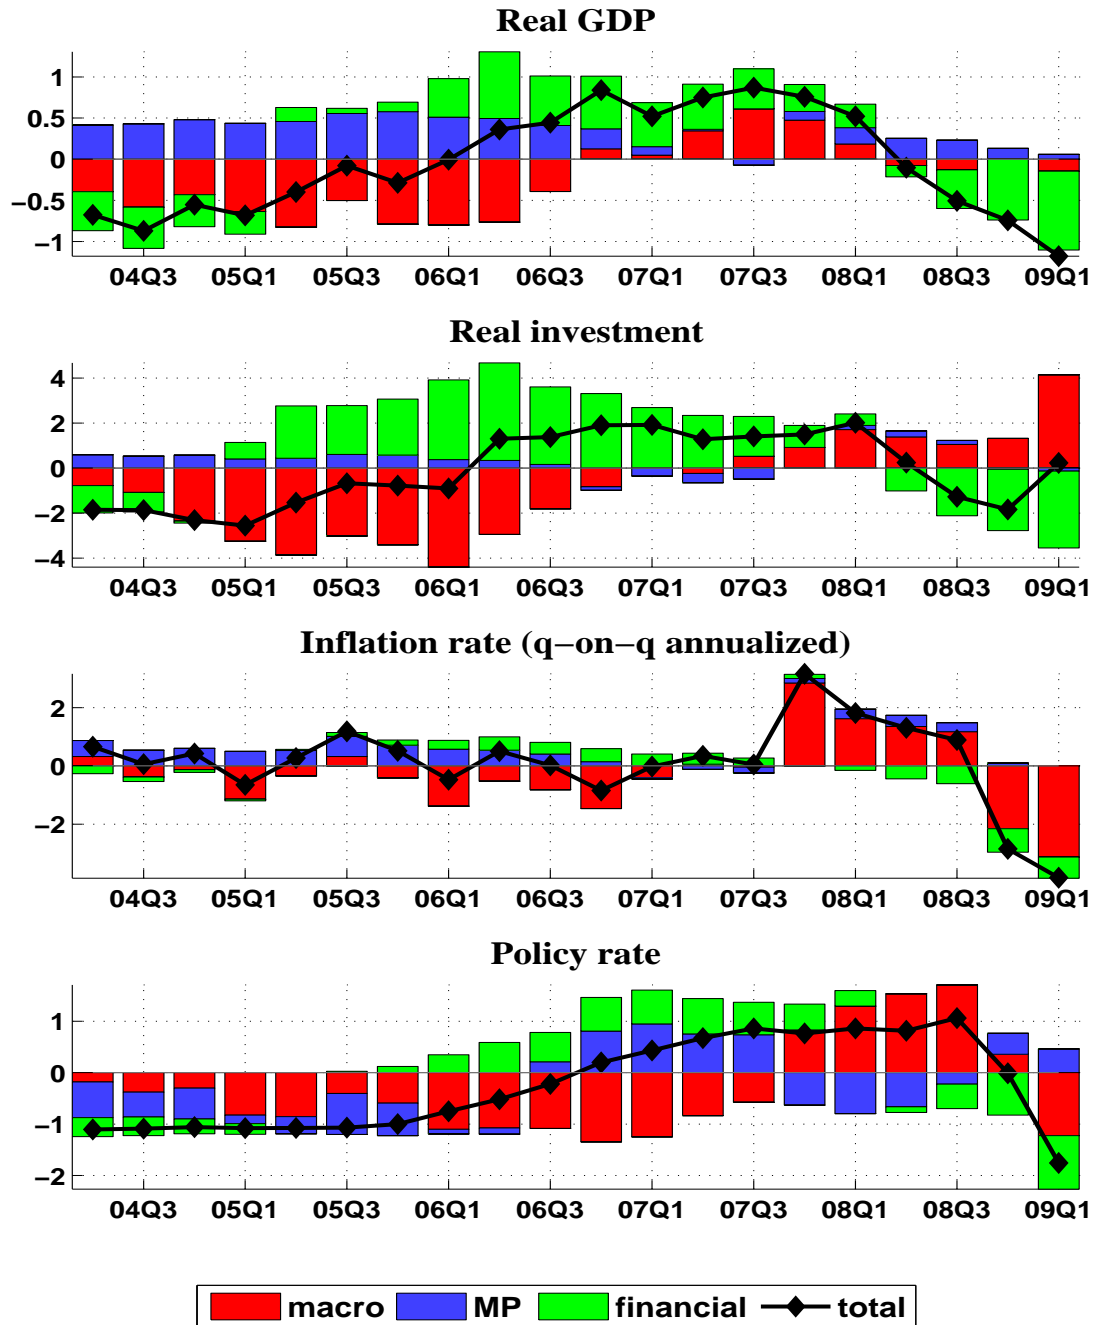 Real GDP
1
0.5
0
−0.5
−1
04Q3 05Q1 05Q3 06Q1 06Q3 07Q1 07Q3 08Q1 08Q3 09Q1
Real investment
4
2
0
−2
−4
04Q3 05Q1 05Q3 06Q1 06Q3 07Q1 07Q3 08Q1 08Q3 09Q1
Inflation rate (q−on−q annualized)
2
0
−2
04Q3 05Q1 05Q3 06Q1 06Q3 07Q1 07Q3 08Q1 08Q3 09Q1
Policy rate
1
0
−1
−2
04Q3 05Q1 05Q3 06Q1 06Q3 07Q1 07Q3 08Q1 08Q3 09Q1
macro MP financial total